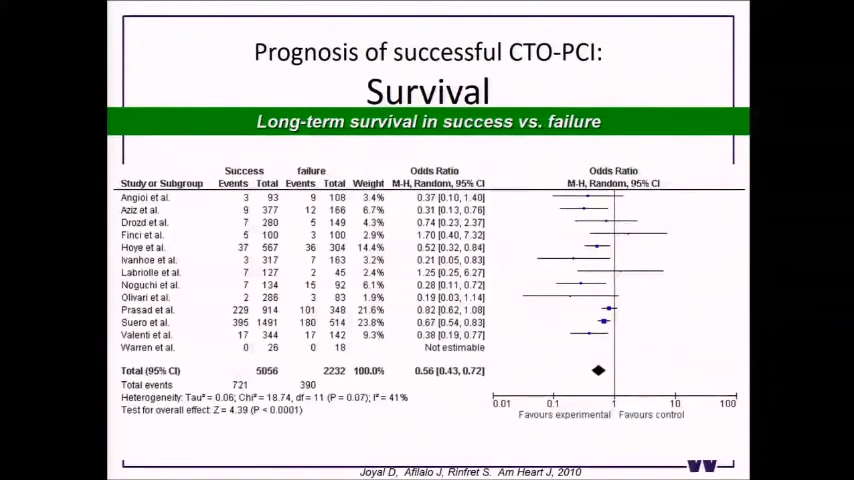 Prognosis of successful CTO-PCI:
Survival
Long-term survival in success vs. failure
Success failure Odds Ratio Odds Ratio
Study or Subgroup Events Total Events Total Weight M-H, Random, 95% CI M-H, Random, 95% CI
Angioi et al. 3 93 9 108 3.4% 0.37 [0.10, 1.40]
Aziz et al. 9 377 12 166 6.7% 0.31 [0.13, 0.76]
Drozd et al. 7 280 5 149 4.2% 0.74 [0.23, 2.37]
Finci et al. 5 100 3 100 2.9% 1.70 [0.40, 7.32]
Hoye et al. 37 567 36 304 14.4% 0.52 [0.32, 0.84]
Ivanhoe et al. 3 317 7 163 3.2% 0.21 [0.05, 0.83]
Labriolle et al. 7 127 2 45 2.4% 1.25 [0.25, 6.27]
Noguchi et al. 7 134 15 92 6.2% 0.28 [0.11, 0.72]
Olivari et al. 2 286 3 83 1.9% 0.19 [0.03, 1.14]
Prasad et al. 229 914 101 348 21.6% 0.82 [0.62, 1.08]
Suero et al. 395 1491 180 514 23.8% 0.67 [0.54, 0.83]
Valenti et al. 17 344 17 142 9.3% 0.38 [0.19, 0.77]
Warren et al. 0 26 0 18 Not estimable
Total (95% CI) 5056 2232 100.0% 0.56 [0.43, 0.72]
Total events 721 390
Heterogeneity: Tau² = 0.06; Chi² = 18.74, df = 11 (P = 0.07); I² = 41%
Test for overall effect: Z = 4.39 (P < 0.0001)
0.01 0.1 1 10 100
Favours experimental Favours control
Joyal D, Afilalo J, Rinfret S. Am Heart J, 2010